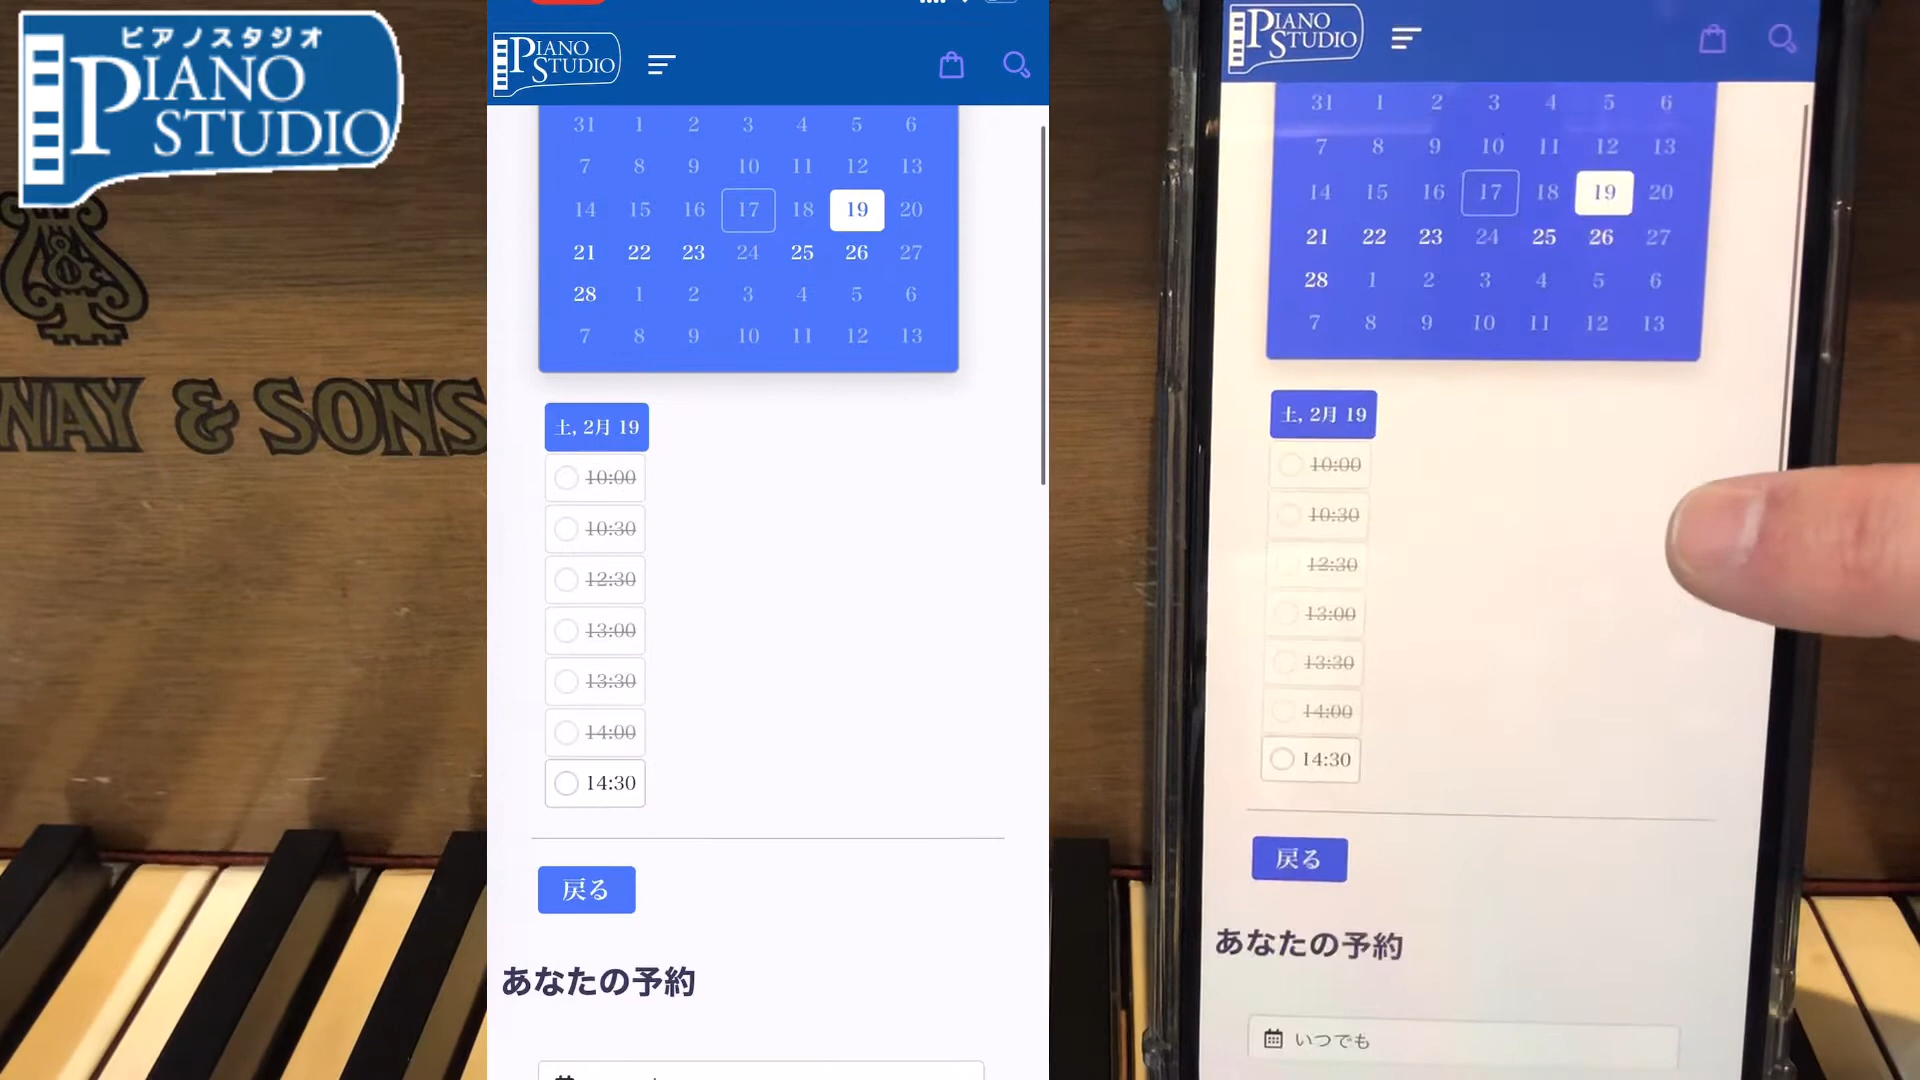 ピアノスタジオ
PIANO
STUDIO
NAY & SONS
PIANO
STUDIO
31 1 2 3 4 5 6
7 8 9 10 11 12 13
14 15 16 17 18 19 20
21 22 23 24 25 26 27
28 1 2 3 4 5 6
7 8 9 10 11 12 13
土, 2月 19
10:00
10:30
12:30
13:00
13:30
14:00
14:30
戻る
あなたの予約
PIANO
STUDIO
31 1 2 3 4 5 6
7 8 9 10 11 12 13
14 15 16 17 18 19 20
21 22 23 24 25 26 27
28 1 2 3 4 5 6
7 8 9 10 11 12 13
土, 2月 19
10:00
10:30
12:30
13:00
13:30
14:00
14:30
戻る
あなたの予約
いつでも